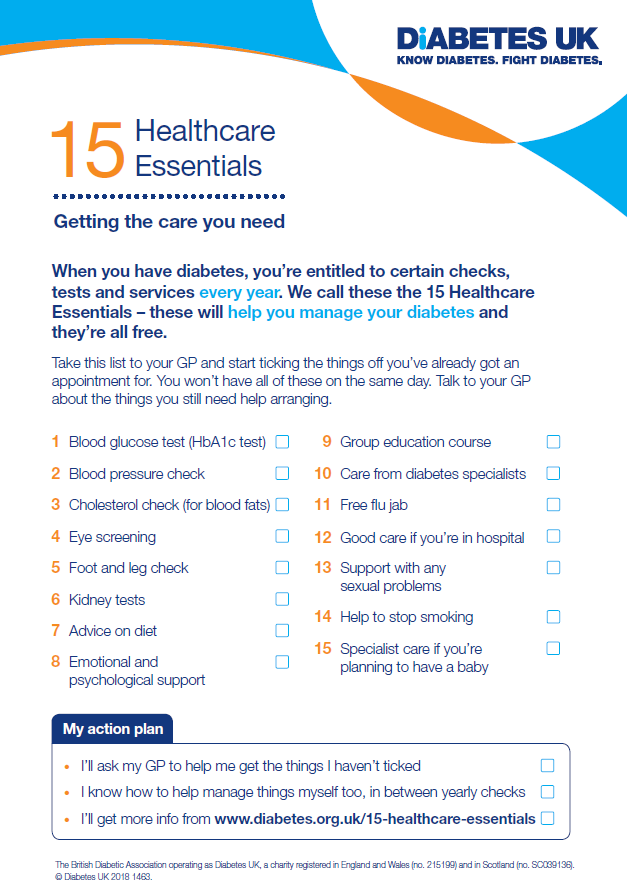 DiABETES UK
KNOW DIABETES. FIGHT DIABETES.
15 Healthcare
Essentials
Getting the care you need
When you have diabetes, you’re entitled to certain checks,
tests and services every year. We call these the 15 Healthcare
Essentials – these will help you manage your diabetes and
they’re all free.
Take this list to your GP and start ticking the things off you’ve already got an
appointment for. You won’t have all of these on the same day. Talk to your GP
about the things you still need help arranging.
1 Blood glucose test (HbA1c test)
2 Blood pressure check
3 Cholesterol check (for blood fats)
4 Eye screening
5 Foot and leg check
6 Kidney tests
7 Advice on diet
8 Emotional and
psychological support
9 Group education course
10 Care from diabetes specialists
11 Free flu jab
12 Good care if you’re in hospital
13 Support with any
sexual problems
14 Help to stop smoking
15 Specialist care if you’re
planning to have a baby
My action plan
• I’ll ask my GP to help me get the things I haven’t ticked
• I know how to help manage things myself too, in between yearly checks
• I’ll get more info from www.diabetes.org.uk/15-healthcare-essentials
The British Diabetic Association operating as Diabetes UK, a charity registered in England and Wales (no. 215199) and in Scotland (no. SC039136).
© Diabetes UK 2018 1463.